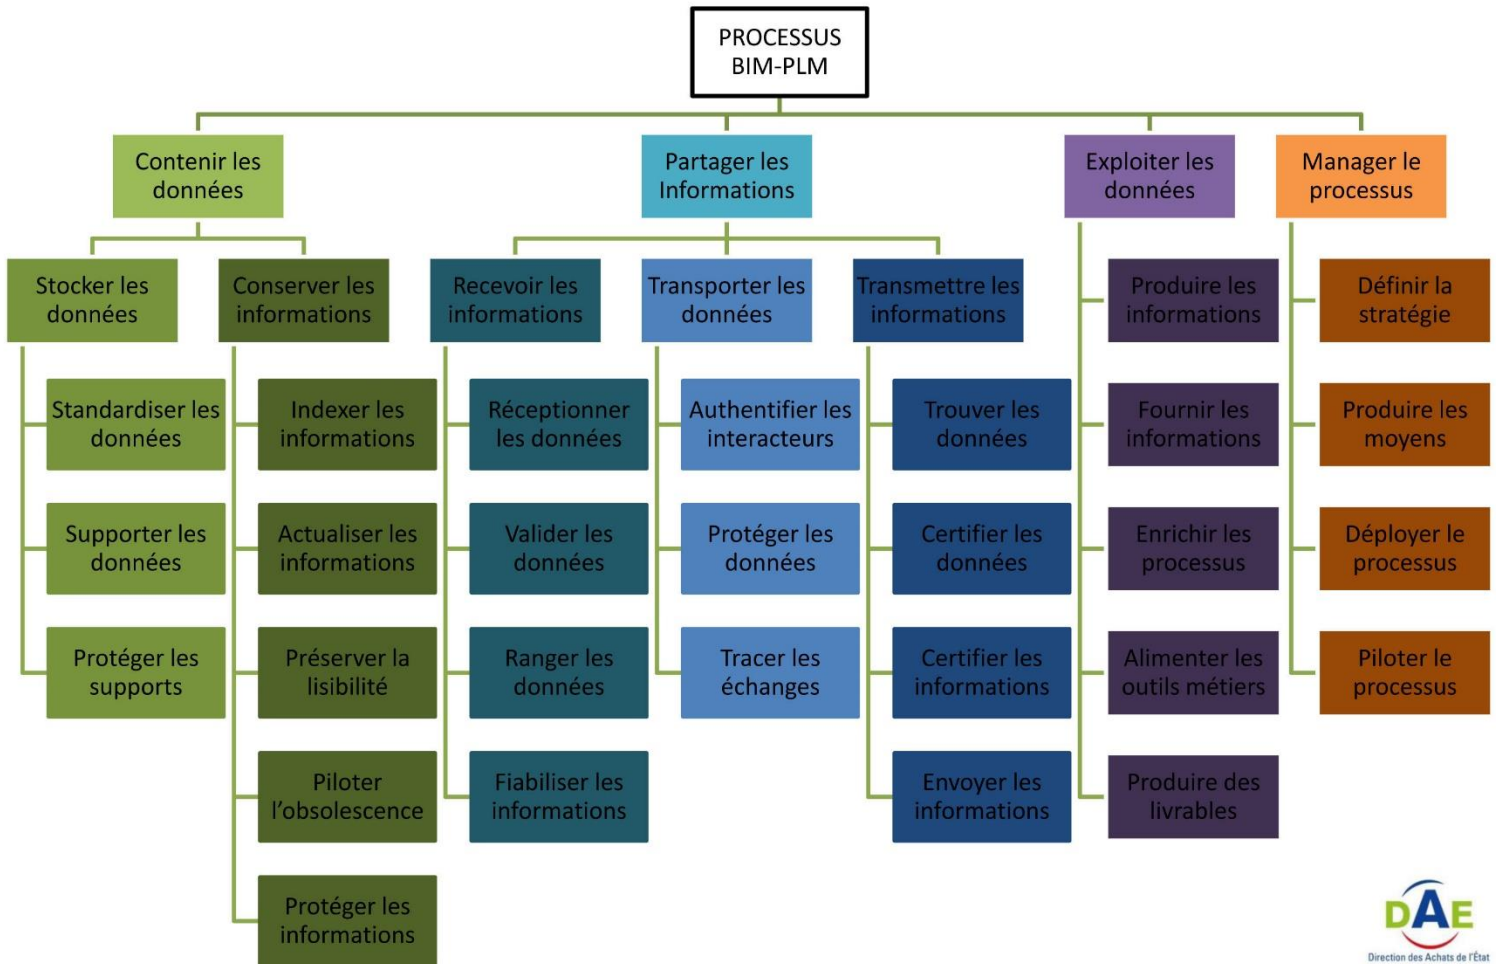 PROCESSUS
BIM-PLM
Contenir les
données
Partager les
Informations
Exploiter les
données
Manager le
processus
Stocker les
données
Conserver les
informations
Recevoir les
informations
Transporter les
données
Transmettre les
informations
Produire les
informations
Définir la
stratégie
Standardiser les
données
Indexer les
informations
Réceptionner
les données
Authentifier les
interacteurs
Trouver les
données
Fournir les
informations
Produire les
moyens
Supporter les
données
Actualiser les
informations
Valider les
données
Protéger les
données
Certifier les
données
Enrichir les
processus
Déployer le
processus
Protéger les
supports
Préserver la
lisibilité
Ranger les
données
Tracer les
échanges
Certifier les
informations
Alimenter les
outils métiers
Piloter le
processus
Piloter
l’obsolescence
Fiabiliser les
informations
Envoyer les
informations
Produire des
livrables
Protéger les
informations
DAE
Direction des Achats de l'État